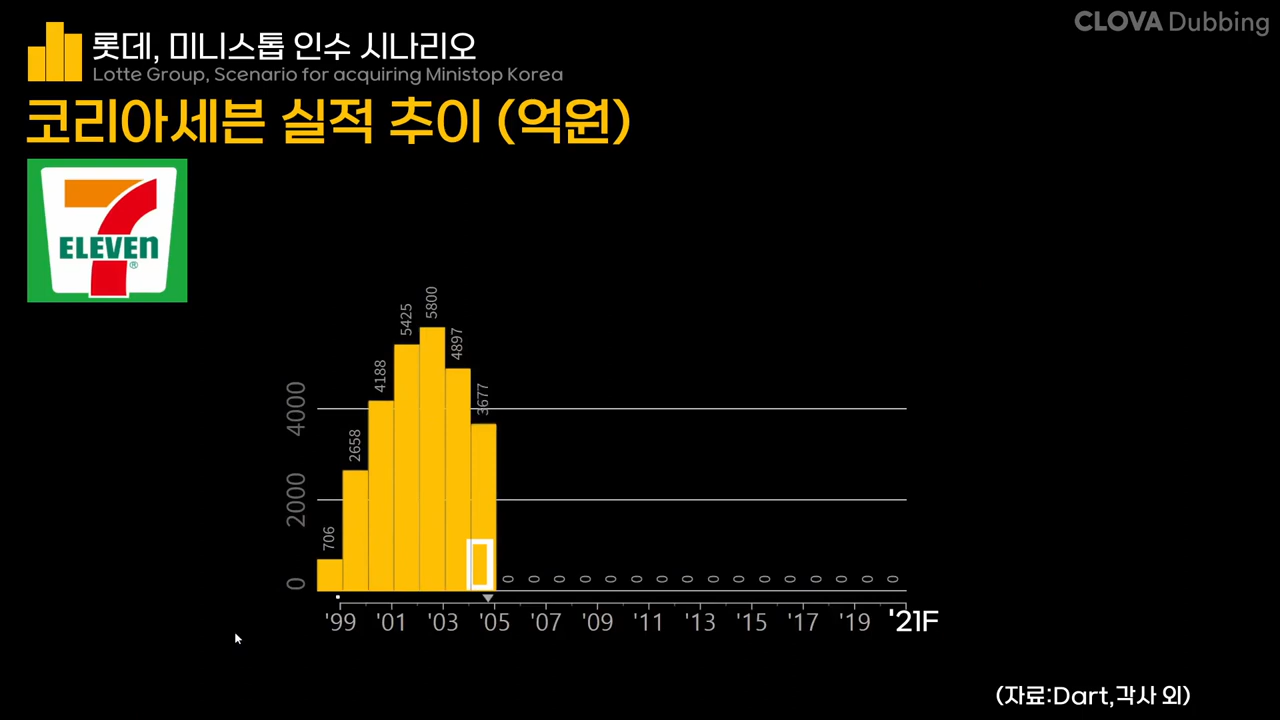 CLOVA Dubbing
롯데, 미니스톱 인수 시나리오
Lotte Group, Scenario for acquiring Ministop Korea
코리아세븐 실적 추이 (억원)
7
ELEVEN
®
706
2658
4188
5425
5800
4897
3677
0 0 0 0 0 0 0 0 0 0 0 0 0 0 0 0
4000
2000
0
'99 '01 '03 '05 '07 '09 '11 '13 '15 '17 '19 '21F
(자료:Dart,각사 외)